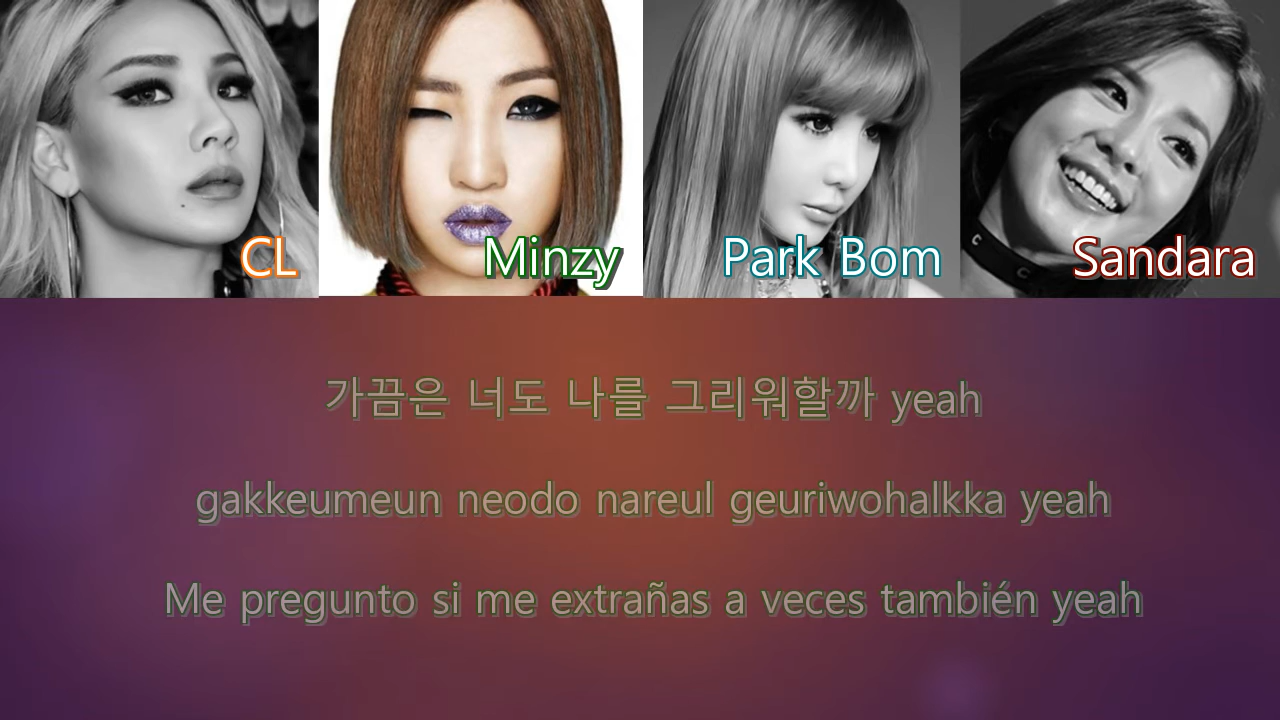 CL Minzy Park Bom Sandara
가끔은 너도 나를 그리워할까 yeah
gakkeumeun neodo nareul geuriwohalkka yeah
Me pregunto si me extrañas a veces también yeah